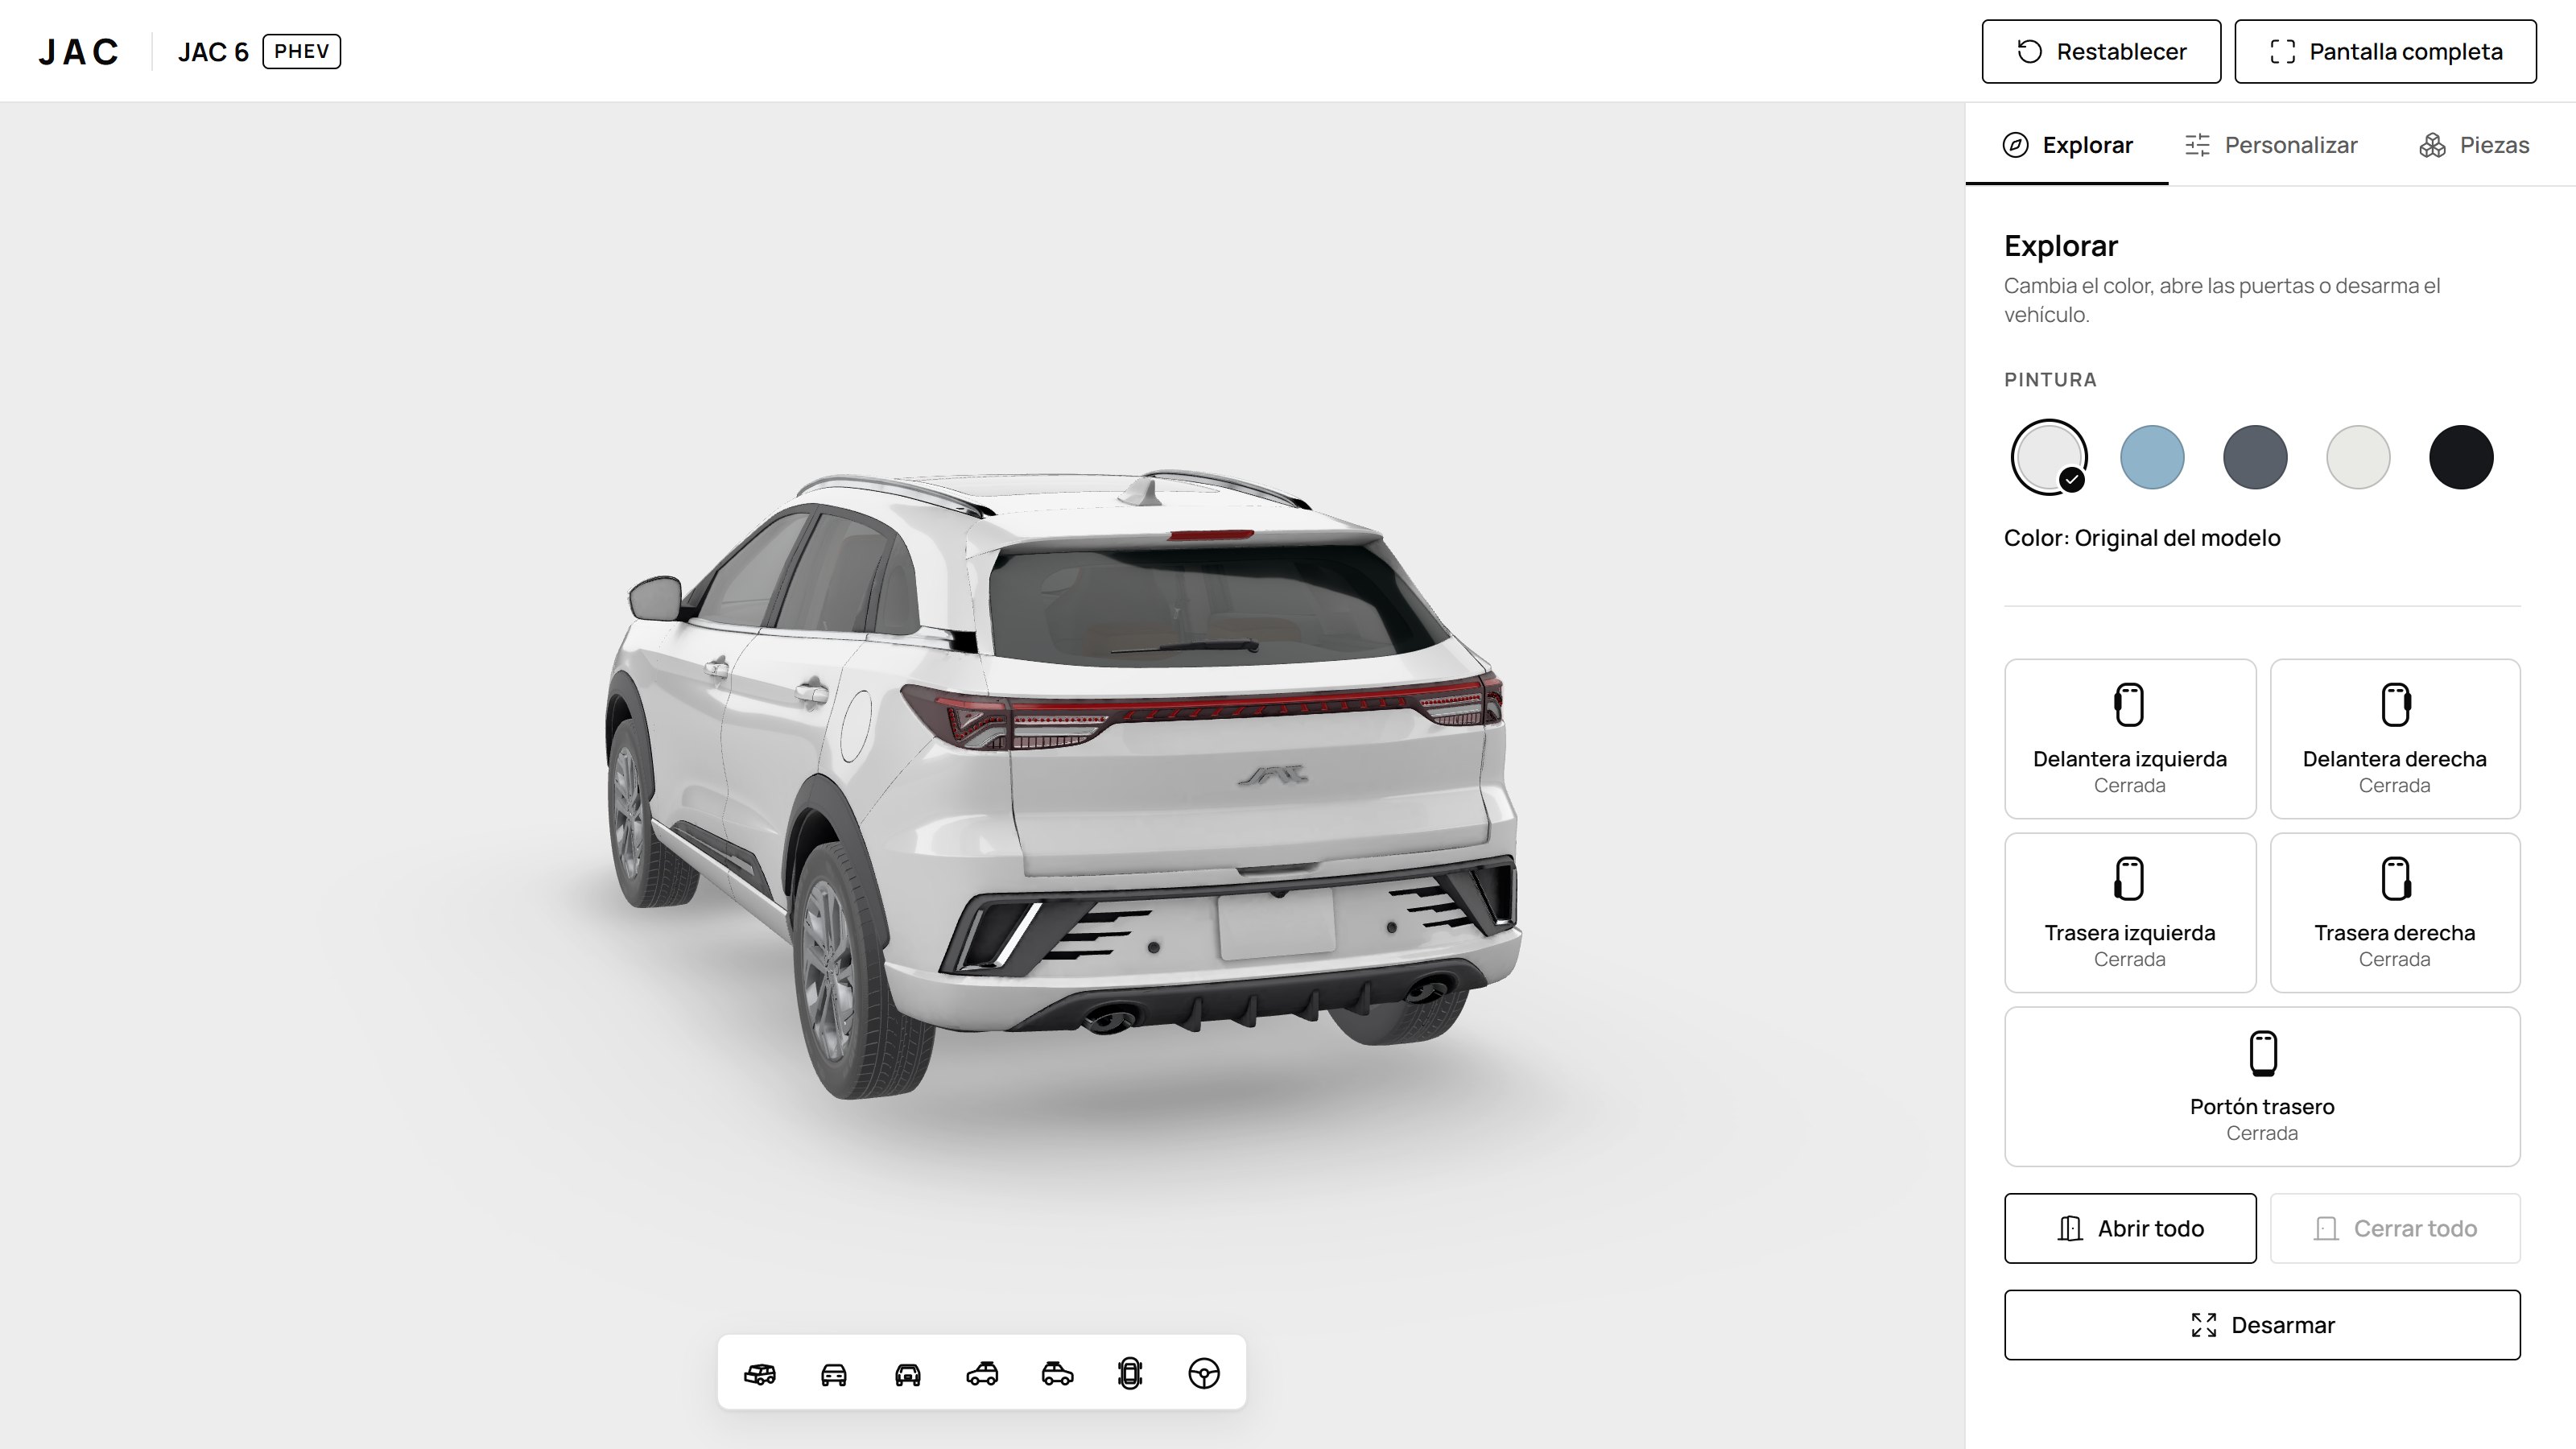 JAC
JAC 6 PHEV
Restablecer
Pantalla completa
Explorar
Personalizar
Piezas
Explorar
Cambia el color, abre las puertas o desarma el
vehículo.
PINTURA
Color: Original del modelo
Delantera izquierda
Cerrada
Delantera derecha
Cerrada
Trasera izquierda
Cerrada
Trasera derecha
Cerrada
Portón trasero
Cerrada
Abrir todo
Cerrar todo
Desarmar
JAC